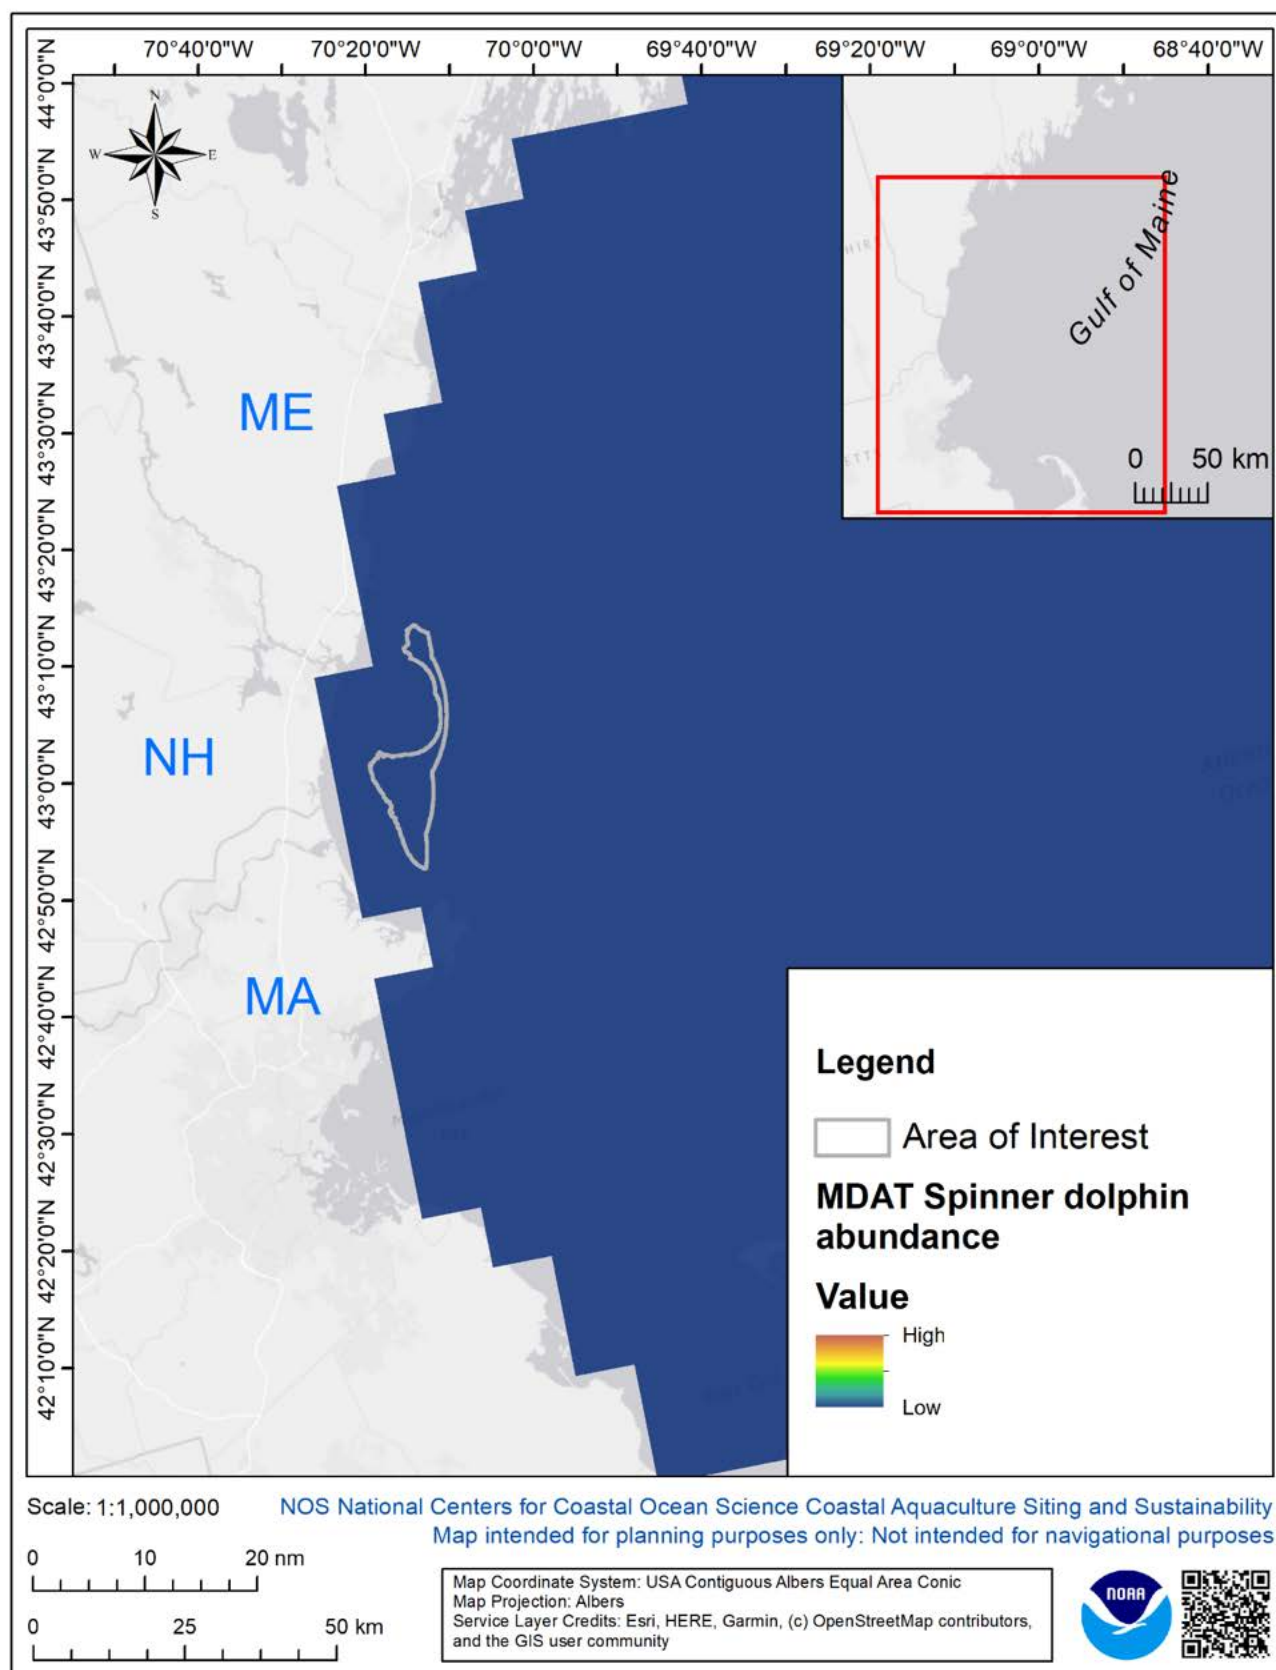 70°40'0"W 70°20'0"W 70°0'0"W 69°40'0"W 69°20'0"W 69°0'0"W 68°40'0"W
44°0'0"N
43°50'0"N
43°40'0"N
43°30'0"N
43°20'0"N
43°10'0"N
43°0'0"N
42°50'0"N
42°40'0"N
42°30'0"N
42°20'0"N
42°10'0"N
N
W E
S
Gulf of Maine
0 50 km
ME
NH
MA
Legend
Area of Interest
MDAT Spinner dolphin
abundance
Value
High
Low
Scale: 1:1,000,000
NOS National Centers for Coastal Ocean Science Coastal Aquaculture Siting and Sustainability
Map intended for planning purposes only: Not intended for navigational purposes
0 10 20 nm
0 25 50 km
Map Coordinate System: USA Contiguous Albers Equal Area Conic
Map Projection: Albers
Service Layer Credits: Esri, HERE, Garmin, (c) OpenStreetMap contributors,
and the GIS user community
NOAA